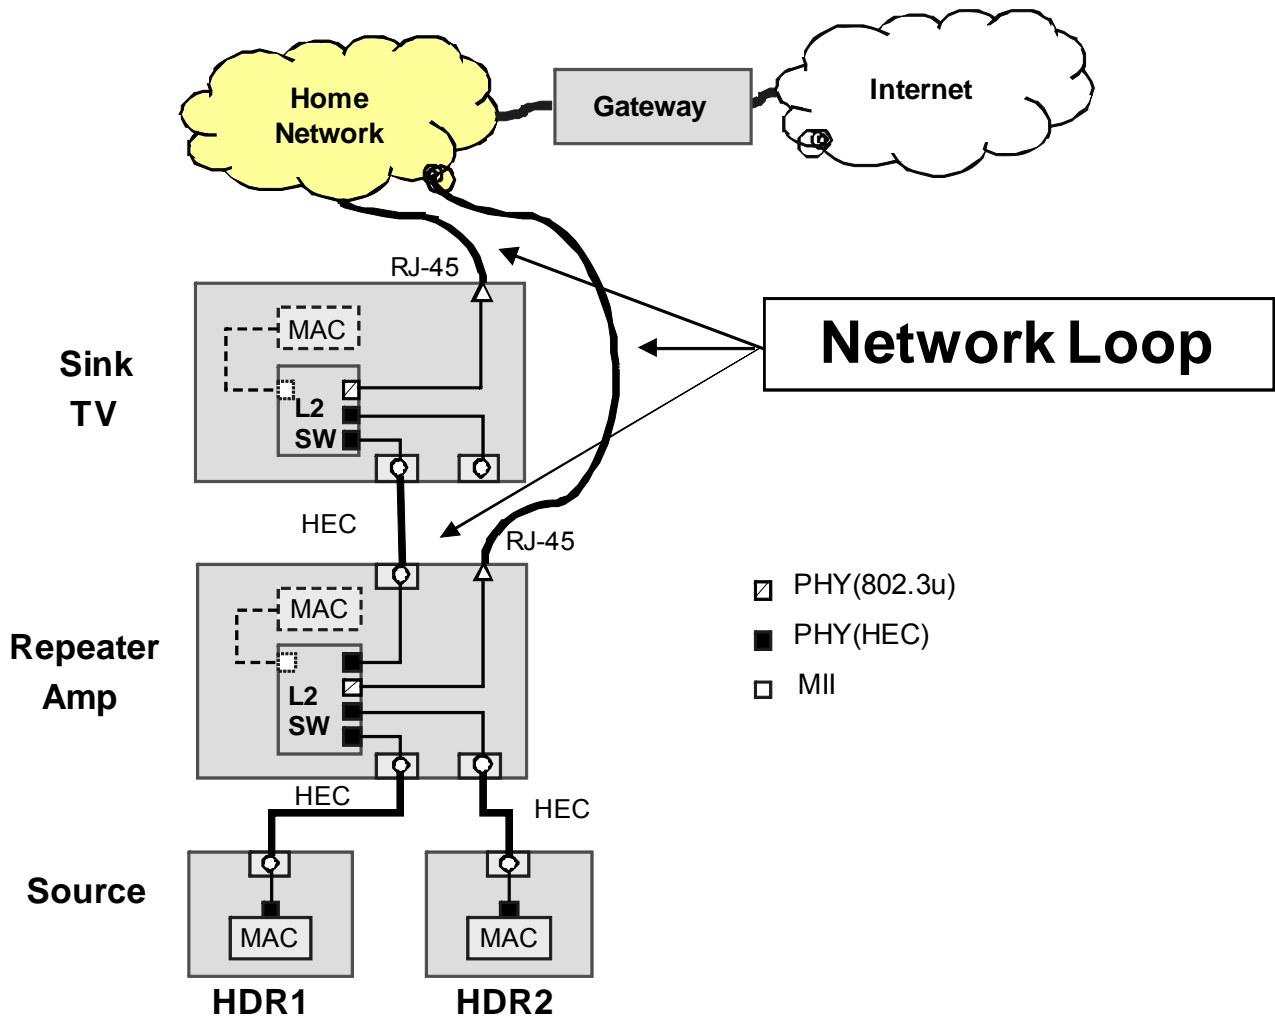 Home
Network
Gateway
Internet
RJ-45
Network Loop
Sink
TV
MAC
L2
SW
HEC
RJ-45
PHY(802.3u)
PHY(HEC)
MII
Repeater
Amp
MAC
L2
SW
HEC
HEC
Source
MAC
MAC
HDR1
HDR2